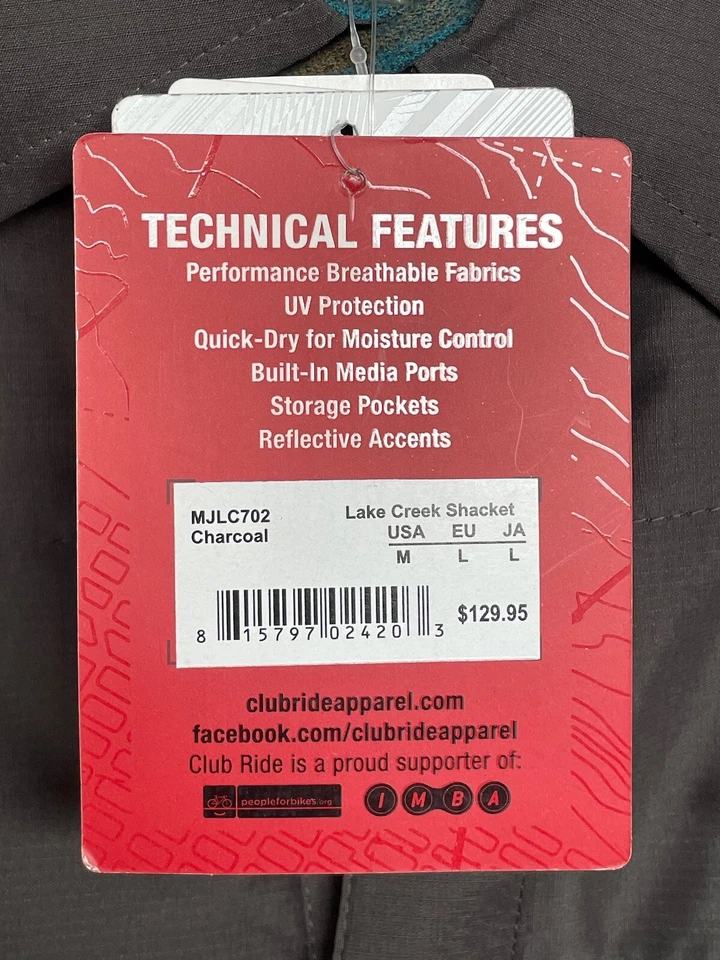 TECHNICAL FEATURES
Performance Breathable Fabrics
UV Protection
Quick-Dry for Moisture Control
Built-In Media Ports
Storage Pockets
Reflective Accents
MJLC702 Lake Creek Shacket
Charcoal USA EU JA
M L L
8 15797 02420 3 $129.95
clubrideapparel.com
facebook.com/clubrideapparel
Club Ride is a proud supporter of:
peopleforbikes.org IMBA